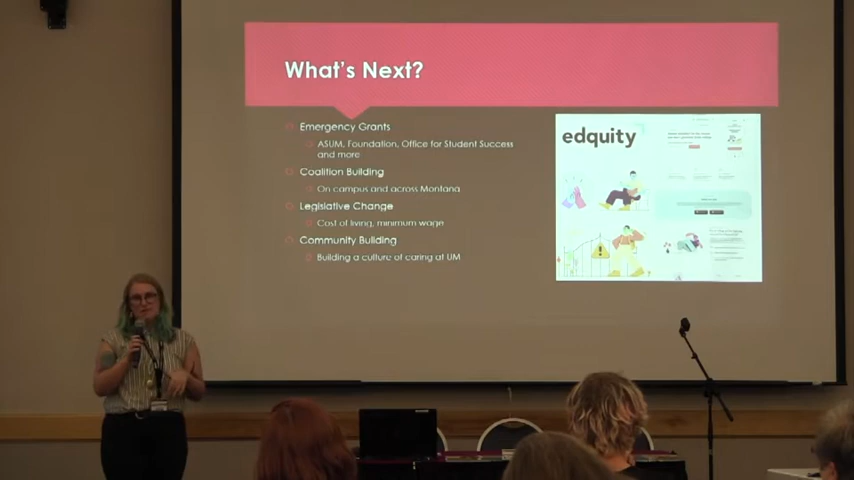 What's Next?
Emergency Grants
ASUM, Foundation, Office for Student Success
and more
Coalition Building
On campus and across Montana
Legislative Change
Cost of living, minimum wage
Community Building
Building a culture of caring at UM
edquity